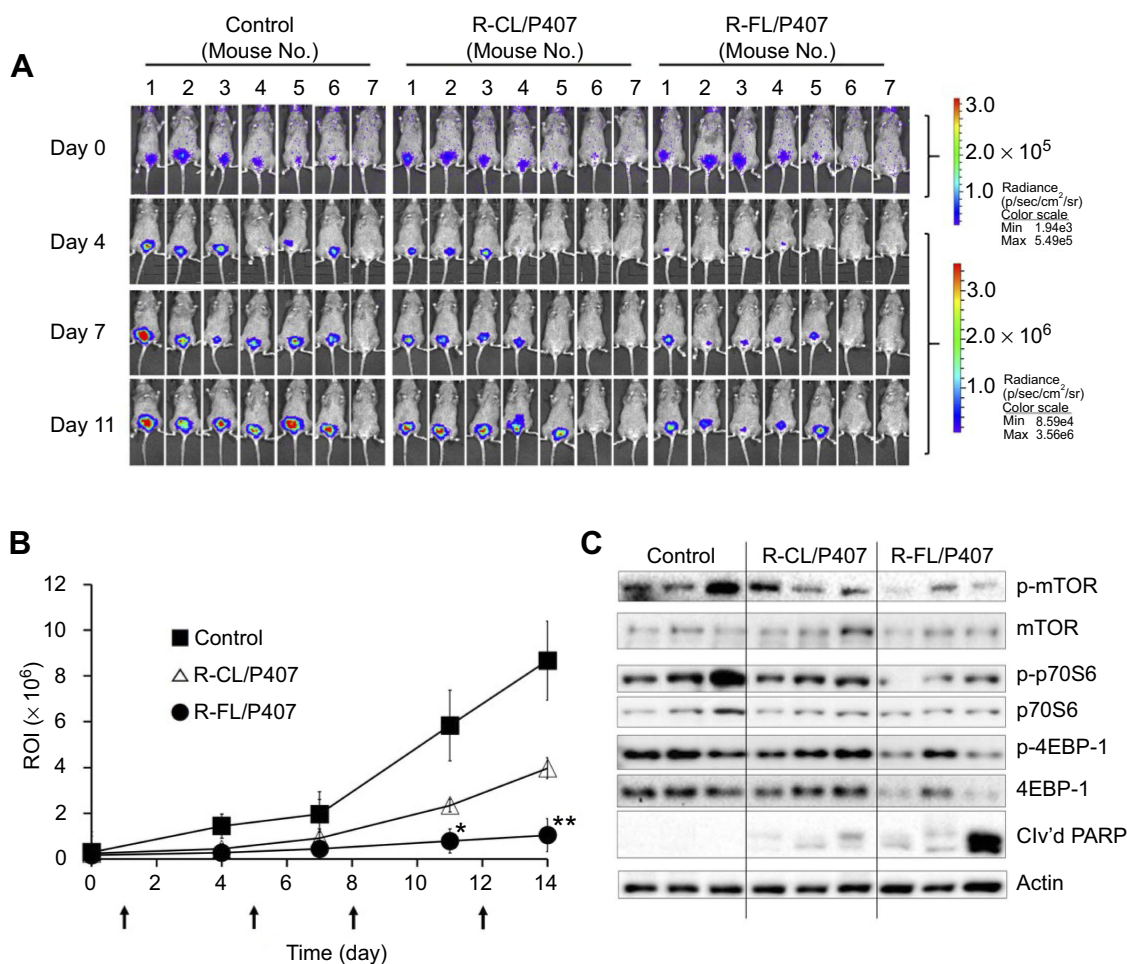 A
Control
(Mouse No.)
R-CL/P407
(Mouse No.)
R-FL/P407
(Mouse No.)
1 2 3 4 5 6 7 1 2 3 4 5 6 7 1 2 3 4 5 6 7
Day 0
Day 4
Day 7
Day 11
3.0
2.0 × 10⁵
1.0
Radiance
(p/sec/cm²/sr)
Color scale
Min 1.94e3
Max 5.49e5
3.0
2.0 × 10⁶
1.0
Radiance
(p/sec/cm²/sr)
Color scale
Min 8.59e4
Max 3.56e6
B
ROI (× 10⁶)
12
10
8
6
4
2
0
Control
R-CL/P407
R-FL/P407
*
**
0 2 4 6 8 10 12 14
Time (day)
C
Control R-CL/P407 R-FL/P407
p-mTOR
mTOR
p-p70S6
p70S6
p-4EBP-1
4EBP-1
Clv'd PARP
Actin